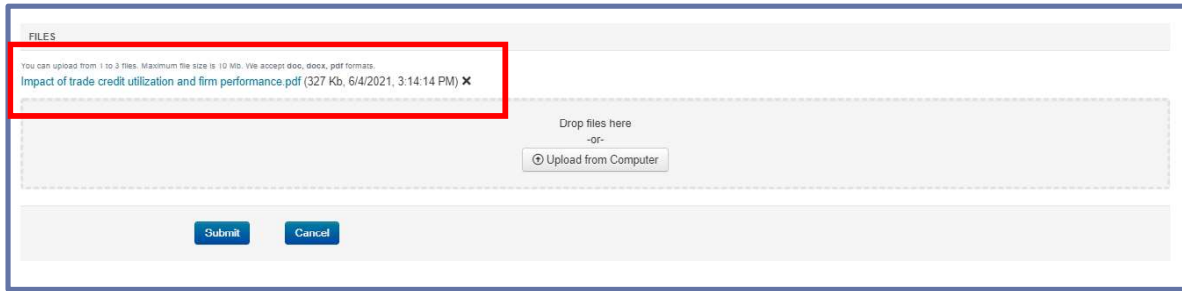 FILES
You can upload from 1 to 3 files. Maximum file size is 10 Mb. We accept doc, docx, pdf formats.
Impact of trade credit utilization and firm performance.pdf (327 Kb, 6/4/2021, 3:14:14 PM) ✖
Drop files here
-or-
Upload from Computer
Submit Cancel